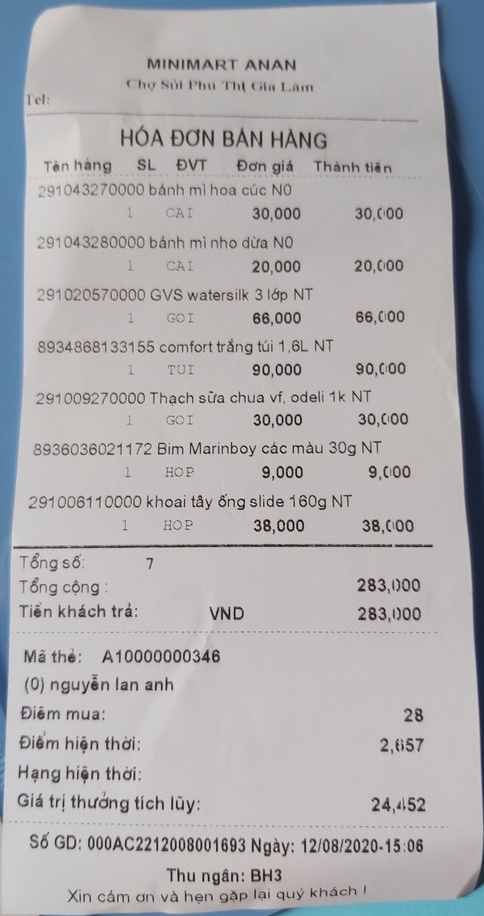 MINIMART ANAN
Chợ Sủi Phú Thị Gia Lâm
Tel:
HÓA ĐƠN BÁN HÀNG
Tên hàng SL ĐVT Đơn giá Thành tiền
291043270000 bánh mì hoa cúc N0
1 CAI 30,000 30,000
291043280000 bánh mì nho dừa N0
1 CAI 20,000 20,000
291020570000 GVS watersilk 3 lớp NT
1 GOI 66,000 66,000
8934868133155 comfort trắng túi 1,6L NT
1 TUI 90,000 90,000
291009270000 Thạch sữa chua vf, odeli 1k NT
1 GOI 30,000 30,000
8936036021172 Bim Marinboy các màu 30g NT
1 HOP 9,000 9,000
291006110000 khoai tây ống slide 160g NT
1 HOP 38,000 38,000
Tổng số: 7
Tổng cộng : 283,000
Tiền khách trả: VND 283,000
Mã thẻ: A10000000346
(0) nguyễn lan anh
Điểm mua: 28
Điểm hiện thời: 2,657
Hạng hiện thời:
Giá trị thưởng tích lũy: 24,452
Số GD: 000AC2212008001693 Ngày: 12/08/2020-15:06
Thu ngân: BH3
Xin cám ơn và hẹn gặp lại quý khách !